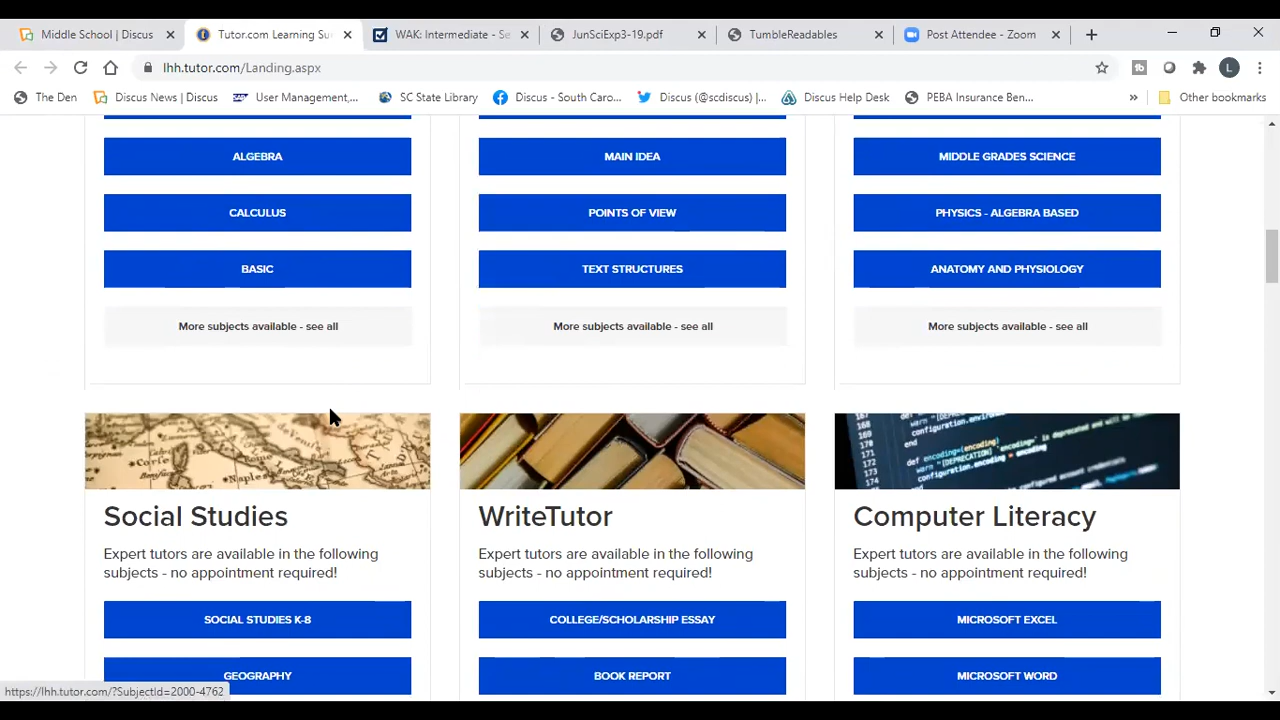 Middle School | Discus
Tutor.com Learning Su
WAK: Intermediate - Se
JunSciExp3-19.pdf
TumbleReadables
Post Attendee - Zoom
lhh.tutor.com/Landing.aspx
L
The Den
Discus News | Discus
User Management,...
SC State Library
Discus - South Caro...
Discus (@scdiscus) |...
Discus Help Desk
PEBA Insurance Ben...
»
Other bookmarks
ALGEBRA
CALCULUS
BASIC
More subjects available - see all
MAIN IDEA
POINTS OF VIEW
TEXT STRUCTURES
More subjects available - see all
MIDDLE GRADES SCIENCE
PHYSICS - ALGEBRA BASED
ANATOMY AND PHYSIOLOGY
More subjects available - see all
Social Studies
Expert tutors are available in the following
subjects - no appointment required!
SOCIAL STUDIES K-8
GEOGRAPHY
WriteTutor
Expert tutors are available in the following
subjects - no appointment required!
COLLEGE/SCHOLARSHIP ESSAY
BOOK REPORT
Computer Literacy
Expert tutors are available in the following
subjects - no appointment required!
MICROSOFT EXCEL
MICROSOFT WORD
https://lhh.tutor.com/?SubjectId=2000-4762